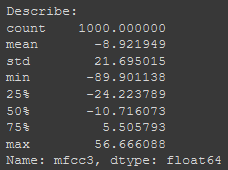 Describe:
count    1000.000000
mean       -8.921949
std        21.695015
min       -89.901138
25%       -24.223789
50%       -10.716073
75%         5.505793
max        56.666088
Name: mfcc3, dtype: float64